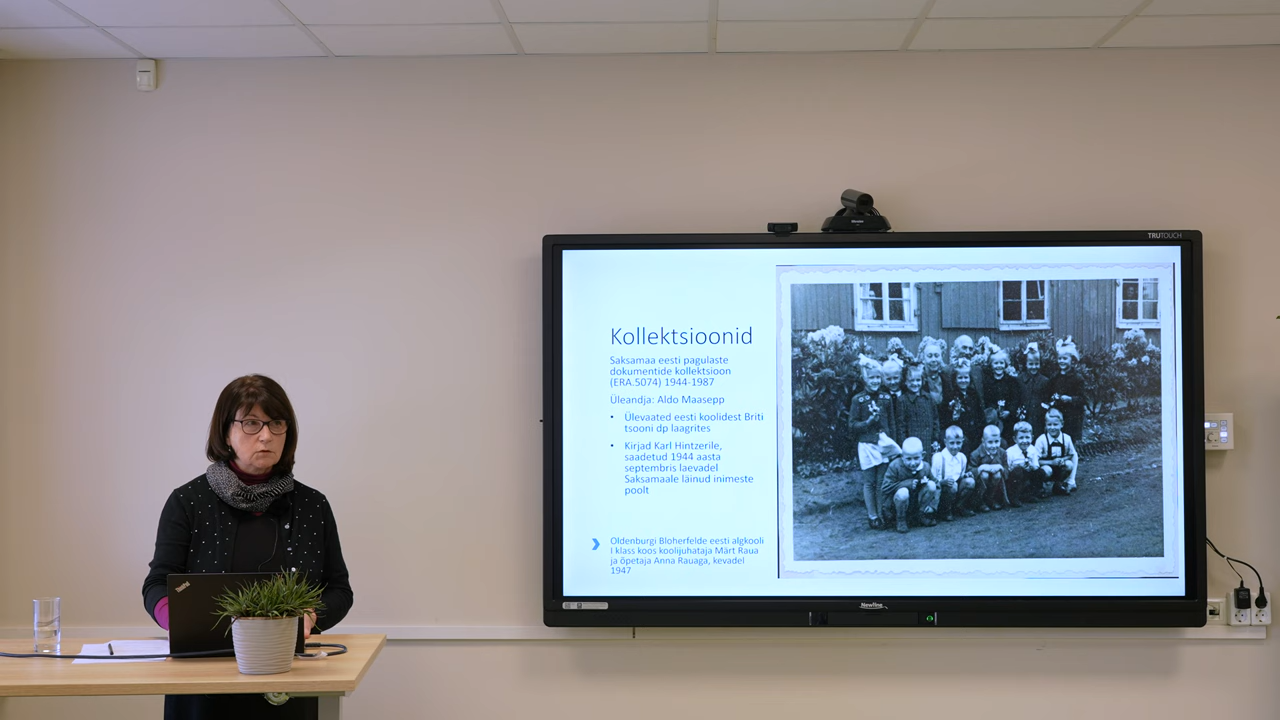 TRUTOUCH
Kollektsioonid
Saksamaa eesti pagulaste
dokumentide kollektsioon
(ERA.5074) 1944-1987
Üleandja: Aldo Maasepp
• Ülevaated eesti koolidest Briti
tsooni dp laagrites
• Kirjad Karl Hintzerile,
saadetud 1944 aasta
septembris laevadel
Saksamaale läinud inimeste
poolt
Oldenburgi Bloherfelde eesti algkooli
I klass koos koolijuhataja Märt Raua
ja õpetaja Anna Rauaga, kevadel
1947
Newline
ThinkPad